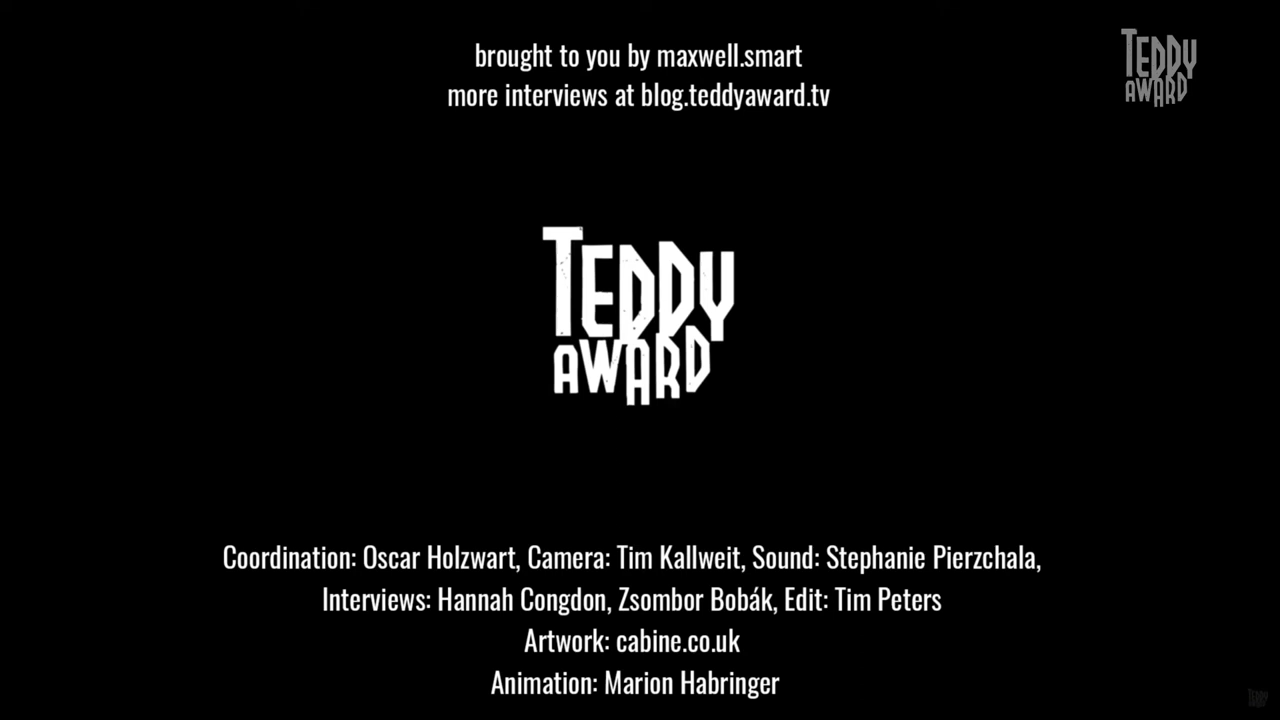 brought to you by maxwell.smart
more interviews at blog.teddyaward.tv
TEDDY
AWARD
TEDDY
AWARD
Coordination: Oscar Holzwart, Camera: Tim Kallweit, Sound: Stephanie Pierzchala,
Interviews: Hannah Congdon, Zsombor Bobák, Edit: Tim Peters
Artwork: cabine.co.uk
Animation: Marion Habringer
TEDDY
AWARD